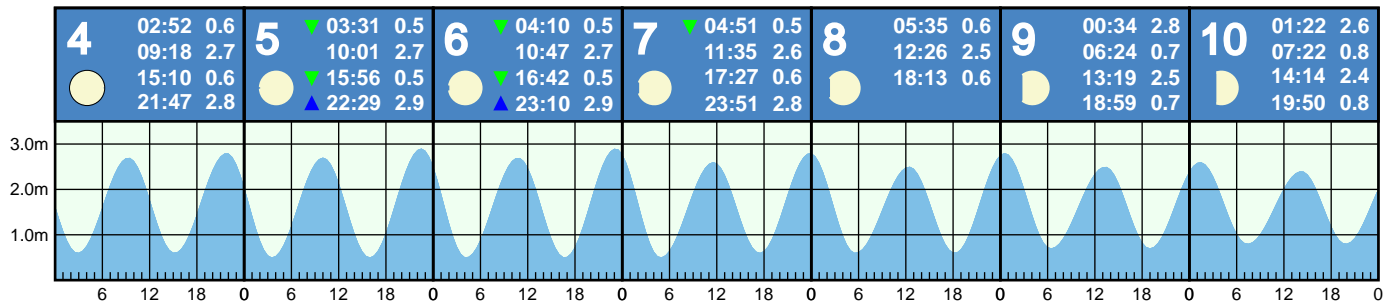 4
02:52 0.6
09:18 2.7
15:10 0.6
21:47 2.8
5
▼ 03:31 0.5
10:01 2.7
▼ 15:56 0.5
▲ 22:29 2.9
6
▼ 04:10 0.5
10:47 2.7
▼ 16:42 0.5
▲ 23:10 2.9
7
▼ 04:51 0.5
11:35 2.6
17:27 0.6
23:51 2.8
8
05:35 0.6
12:26 2.5
18:13 0.6
9
00:34 2.8
06:24 0.7
13:19 2.5
18:59 0.7
10
01:22 2.6
07:22 0.8
14:14 2.4
19:50 0.8
3.0m
2.0m
1.0m
6 12 18 0 6 12 18 0 6 12 18 0 6 12 18 0 6 12 18 0 6 12 18 0 6 12 18 0